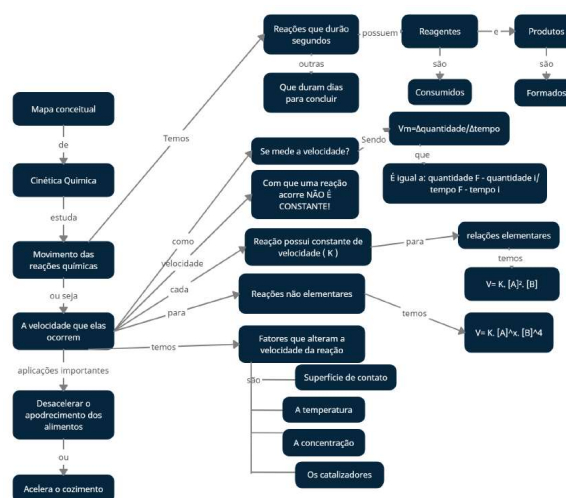 Reações que durão
segundos
possuem
Reagentes
e
Produtos
outras
são
são
Que duram dias
para concluir
Consumidos
Formados
Mapa conceitual
de
Cinética Química
estuda
Movimento das
reações químicas
ou seja
A velocidade que elas
ocorrem
Temos
como
Se mede a velocidade?
Sendo
Vm=Δquantidade/Δtempo
que
É igual a: quantidade F - quantidade i/
tempo F - tempo i
velocidade
Com que uma reação
acorre NÃO É
CONSTANTE!
cada
Reação possui constante de
velocidade ( K )
para
relações elementares
temos
V= K. [A]². [B]
para
Reações não elementares
temos
V= K. [A]^x. [B]^4
temos
Fatores que alteram a
velocidade da reação
são
Superfície de contato
A temperatura
A concentração
Os catalizadores
aplicações importantes
Desacelerar o
apodrecimento dos
alimentos
ou
Acelera o cozimento